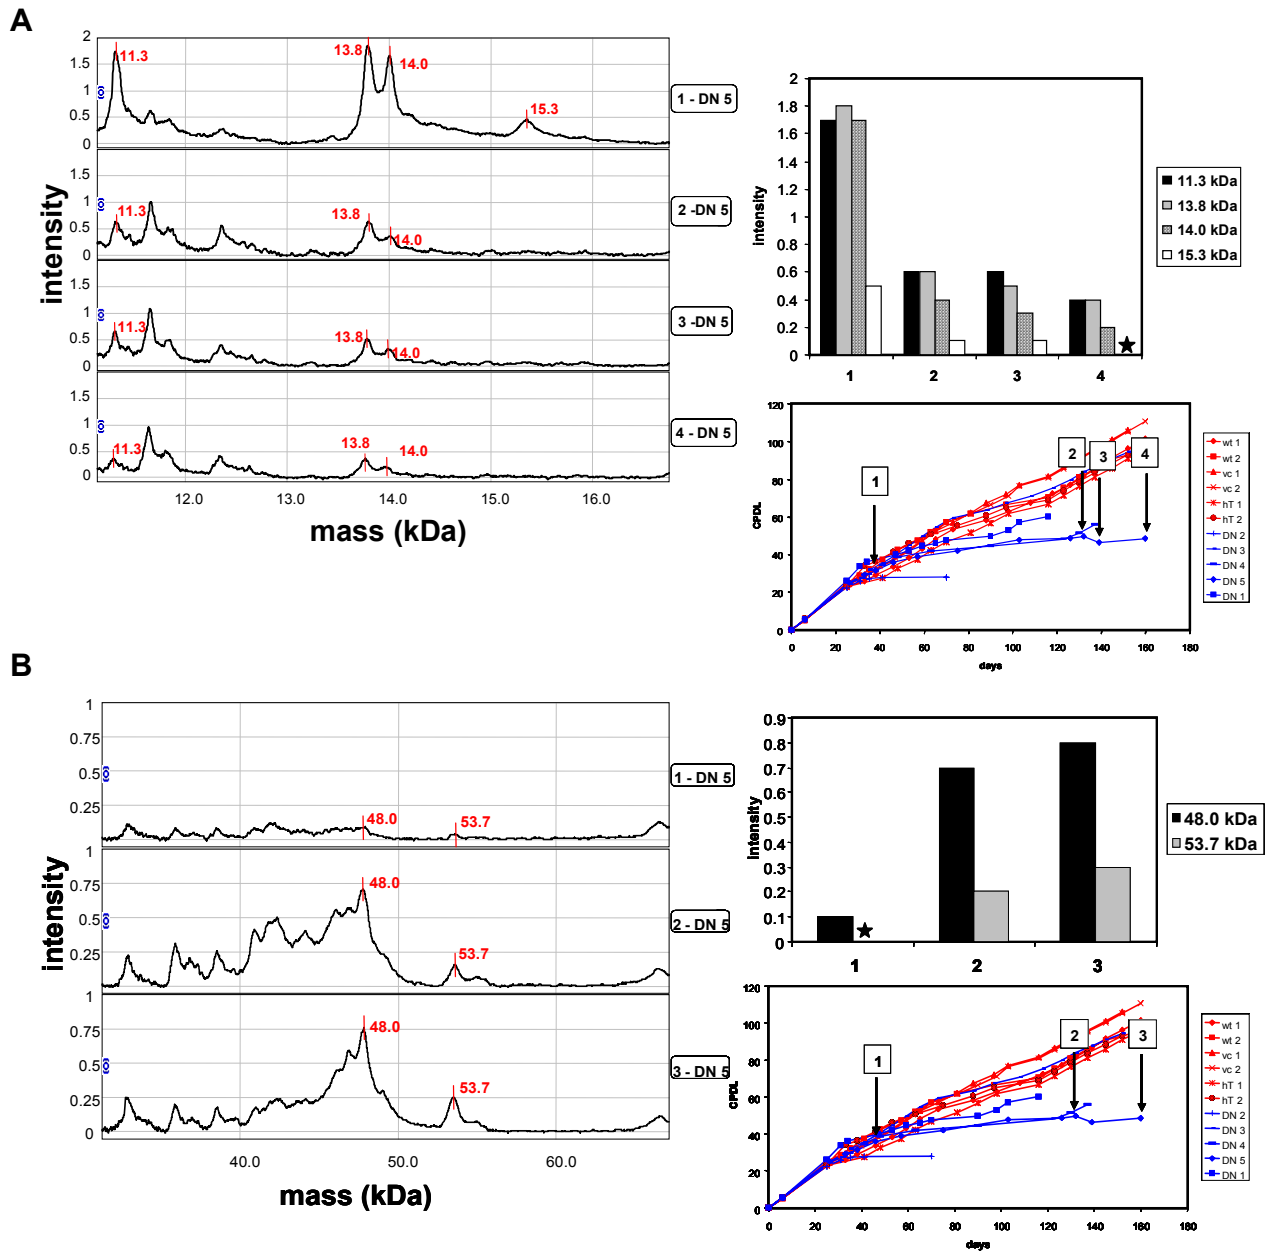 A
intensity
2
1.5
1
0.5
0
11.3
13.8
14.0
15.3
1 - DN 5
1.5
1
0.5
0
11.3
13.8
14.0
2 -DN 5
1.5
1
0.5
0
11.3
13.8
14.0
3 -DN 5
1.5
1
0.5
0
11.3
13.8
14.0
4 - DN 5
12.0 13.0 14.0 15.0 16.0
mass (kDa)
Intensity
2
1.8
1.6
1.4
1.2
1
0.8
0.6
0.4
0.2
0
1 2 3 4
11.3 kDa
13.8 kDa
14.0 kDa
15.3 kDa
CPDL
120
100
80
60
40
20
0
1
2
3
4
0 20 40 60 80 100 120 140 160 180
days
wt 1
wt 2
vc 1
vc 2
hT 1
hT 2
DN 2
DN 3
DN 4
DN 5
DN 1
B
intensity
1
0.75
0.5
0.25
48.0
53.7
1 - DN 5
1
0.75
0.5
0.25
0
48.0
53.7
2 - DN 5
1
0.75
0.5
0.25
0
48.0
53.7
3 - DN 5
40.0 50.0 60.0
mass (kDa)
Intensity
0.9
0.8
0.7
0.6
0.5
0.4
0.3
0.2
0.1
0
1 2 3
48.0 kDa
53.7 kDa
CPDL
120
100
80
60
40
20
0
1
2
3
0 20 40 60 80 100 120 140 160 180
days
wt 1
wt 2
vc 1
vc 2
hT 1
hT 2
DN 2
DN 3
DN 4
DN 5
DN 1